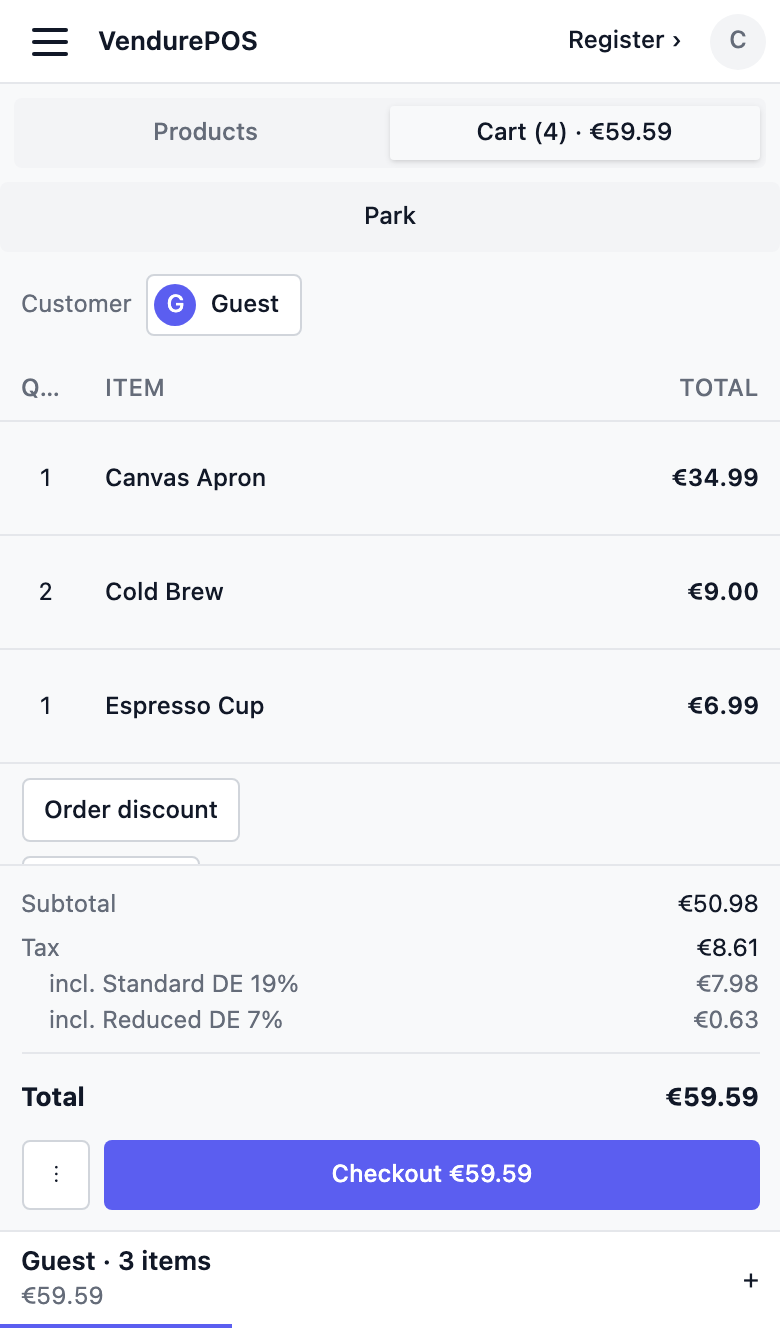 VendurePOS
Register ›
C
Products
Cart (4) · €59.59
Park
Customer
G Guest
Q... ITEM TOTAL
1 Canvas Apron €34.99
2 Cold Brew €9.00
1 Espresso Cup €6.99
Order discount
Subtotal €50.98
Tax €8.61
incl. Standard DE 19% €7.98
incl. Reduced DE 7% €0.63
Total €59.59
Checkout €59.59
Guest · 3 items
€59.59
+